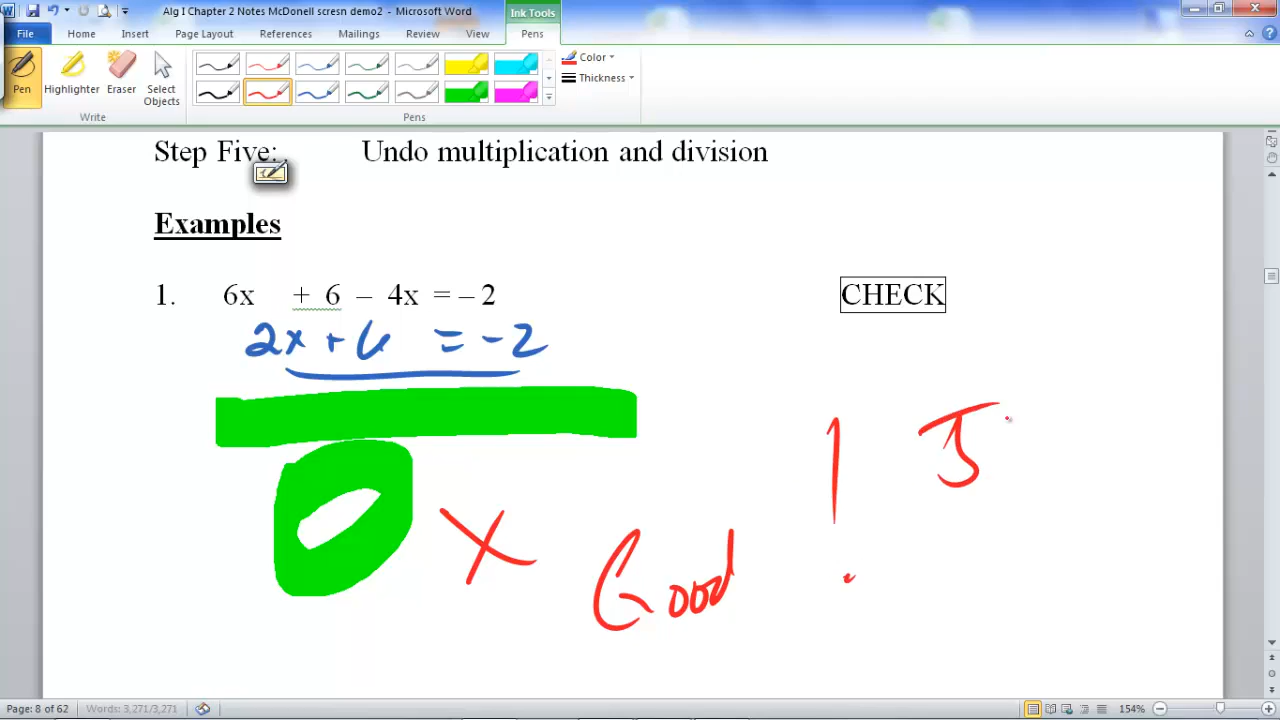 Alg I Chapter 2 Notes McDonell scresn demo2 - Microsoft Word
Ink Tools
File Home Insert Page Layout References Mailings Review View Pens
Pen Highlighter Eraser Select Objects
Color
Thickness
Write Pens
Step Five: Undo multiplication and division
Examples
1. 6x + 6 – 4x = – 2 CHECK
2x + 6 = -2
X Good ! J
Page: 8 of 62 Words: 3,271/3,271 154%